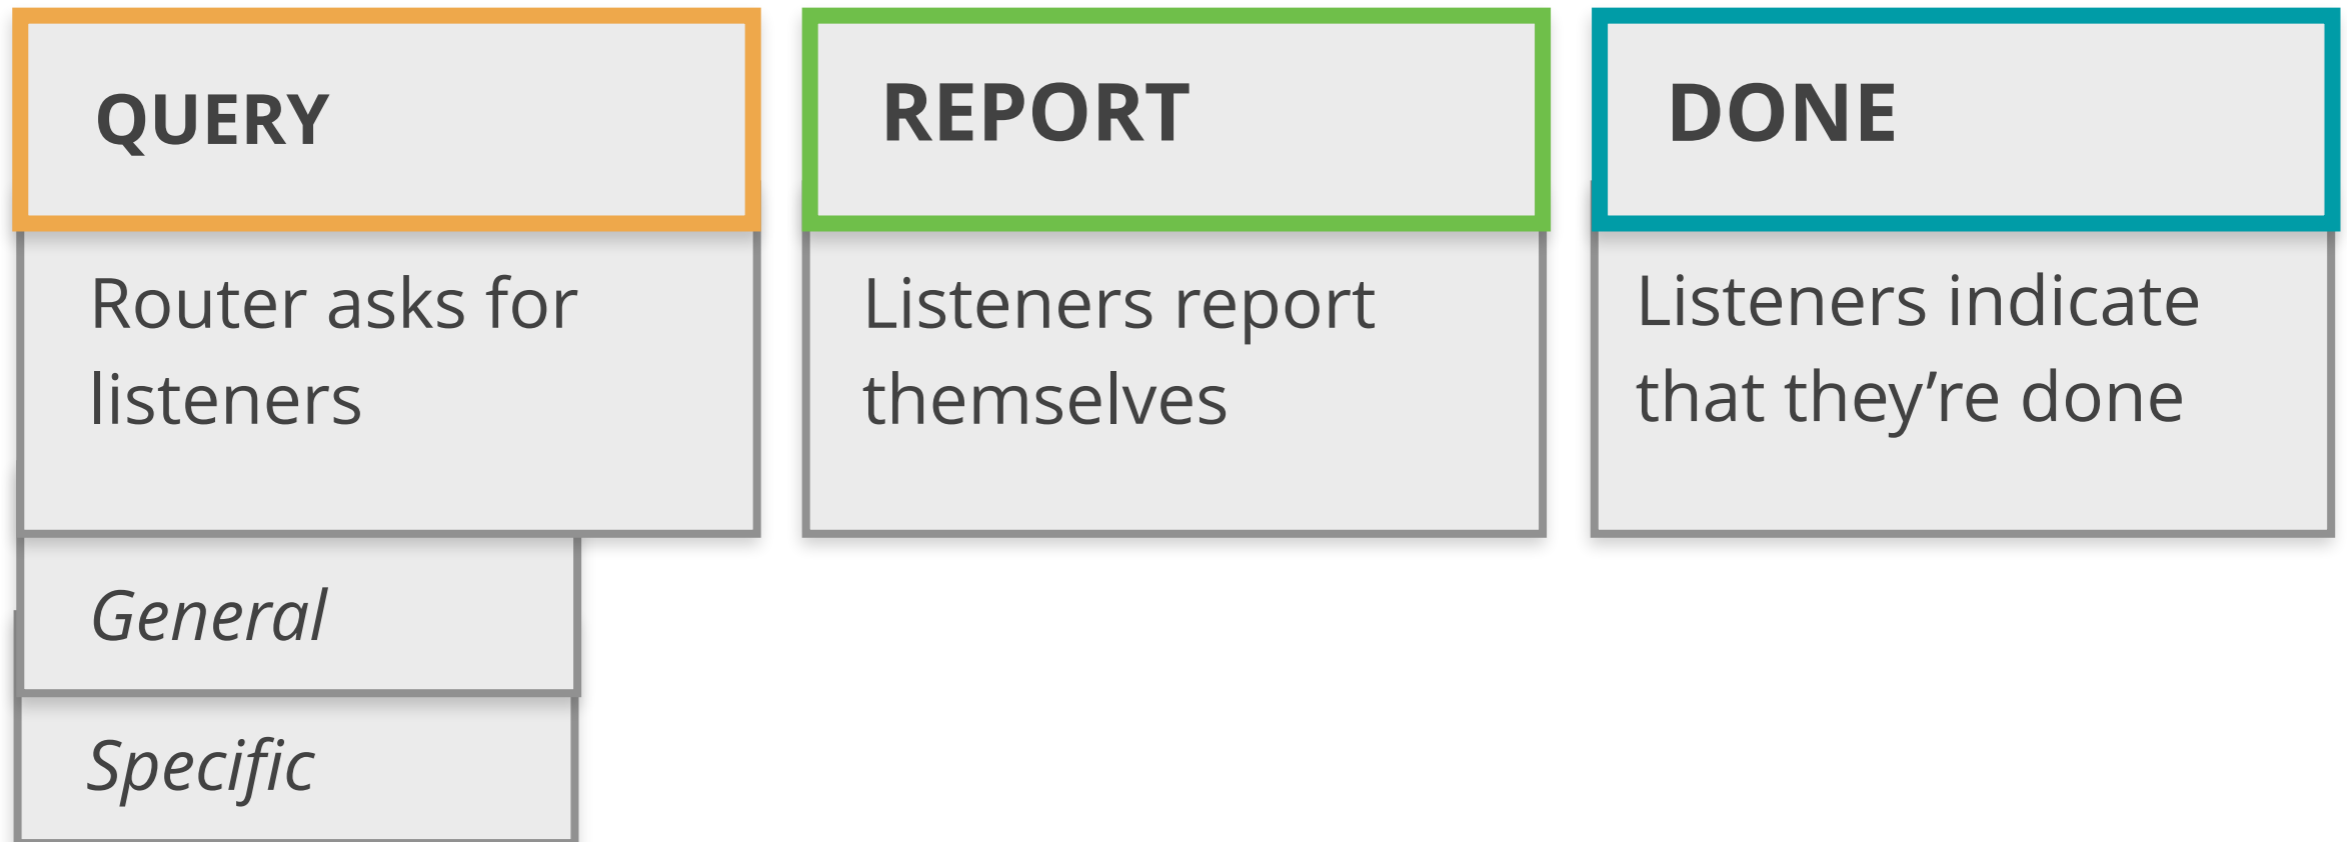 QUERY
Router asks for
listeners
General
Specific
REPORT
Listeners report
themselves
DONE
Listeners indicate
that they’re done